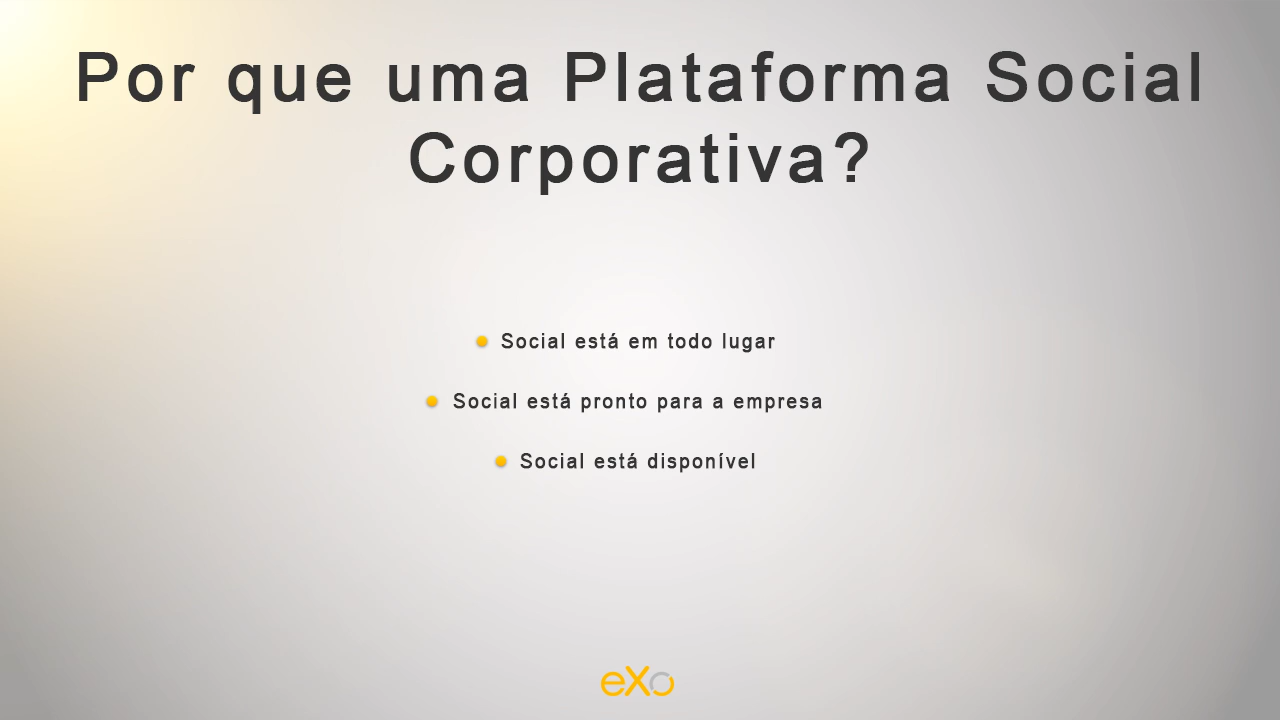 Por que uma Plataforma Social
Corporativa?
Social está em todo lugar
Social está pronto para a empresa
Social está disponível
eXo